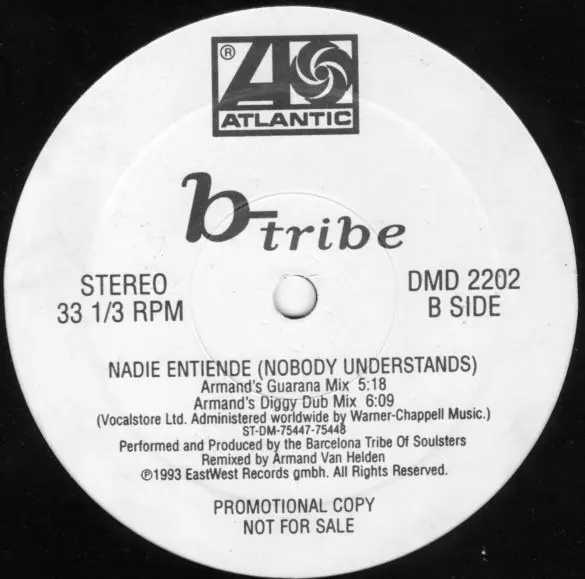 ®
ATLANTIC
b-tribe
STEREO
33 1/3 RPM
DMD 2202
B SIDE
NADIE ENTIENDE (NOBODY UNDERSTANDS)
Armand's Guarana Mix 5:18
Armand's Diggy Dub Mix 6:09
(Vocalstore Ltd. Administered worldwide by Warner-Chappell Music.)
ST-DM-75447-75448
Performed and Produced by the Barcelona Tribe Of Soulsters
Remixed by Armand Van Helden
℗1993 EastWest Records gmbh. All Rights Reserved.
PROMOTIONAL COPY
NOT FOR SALE